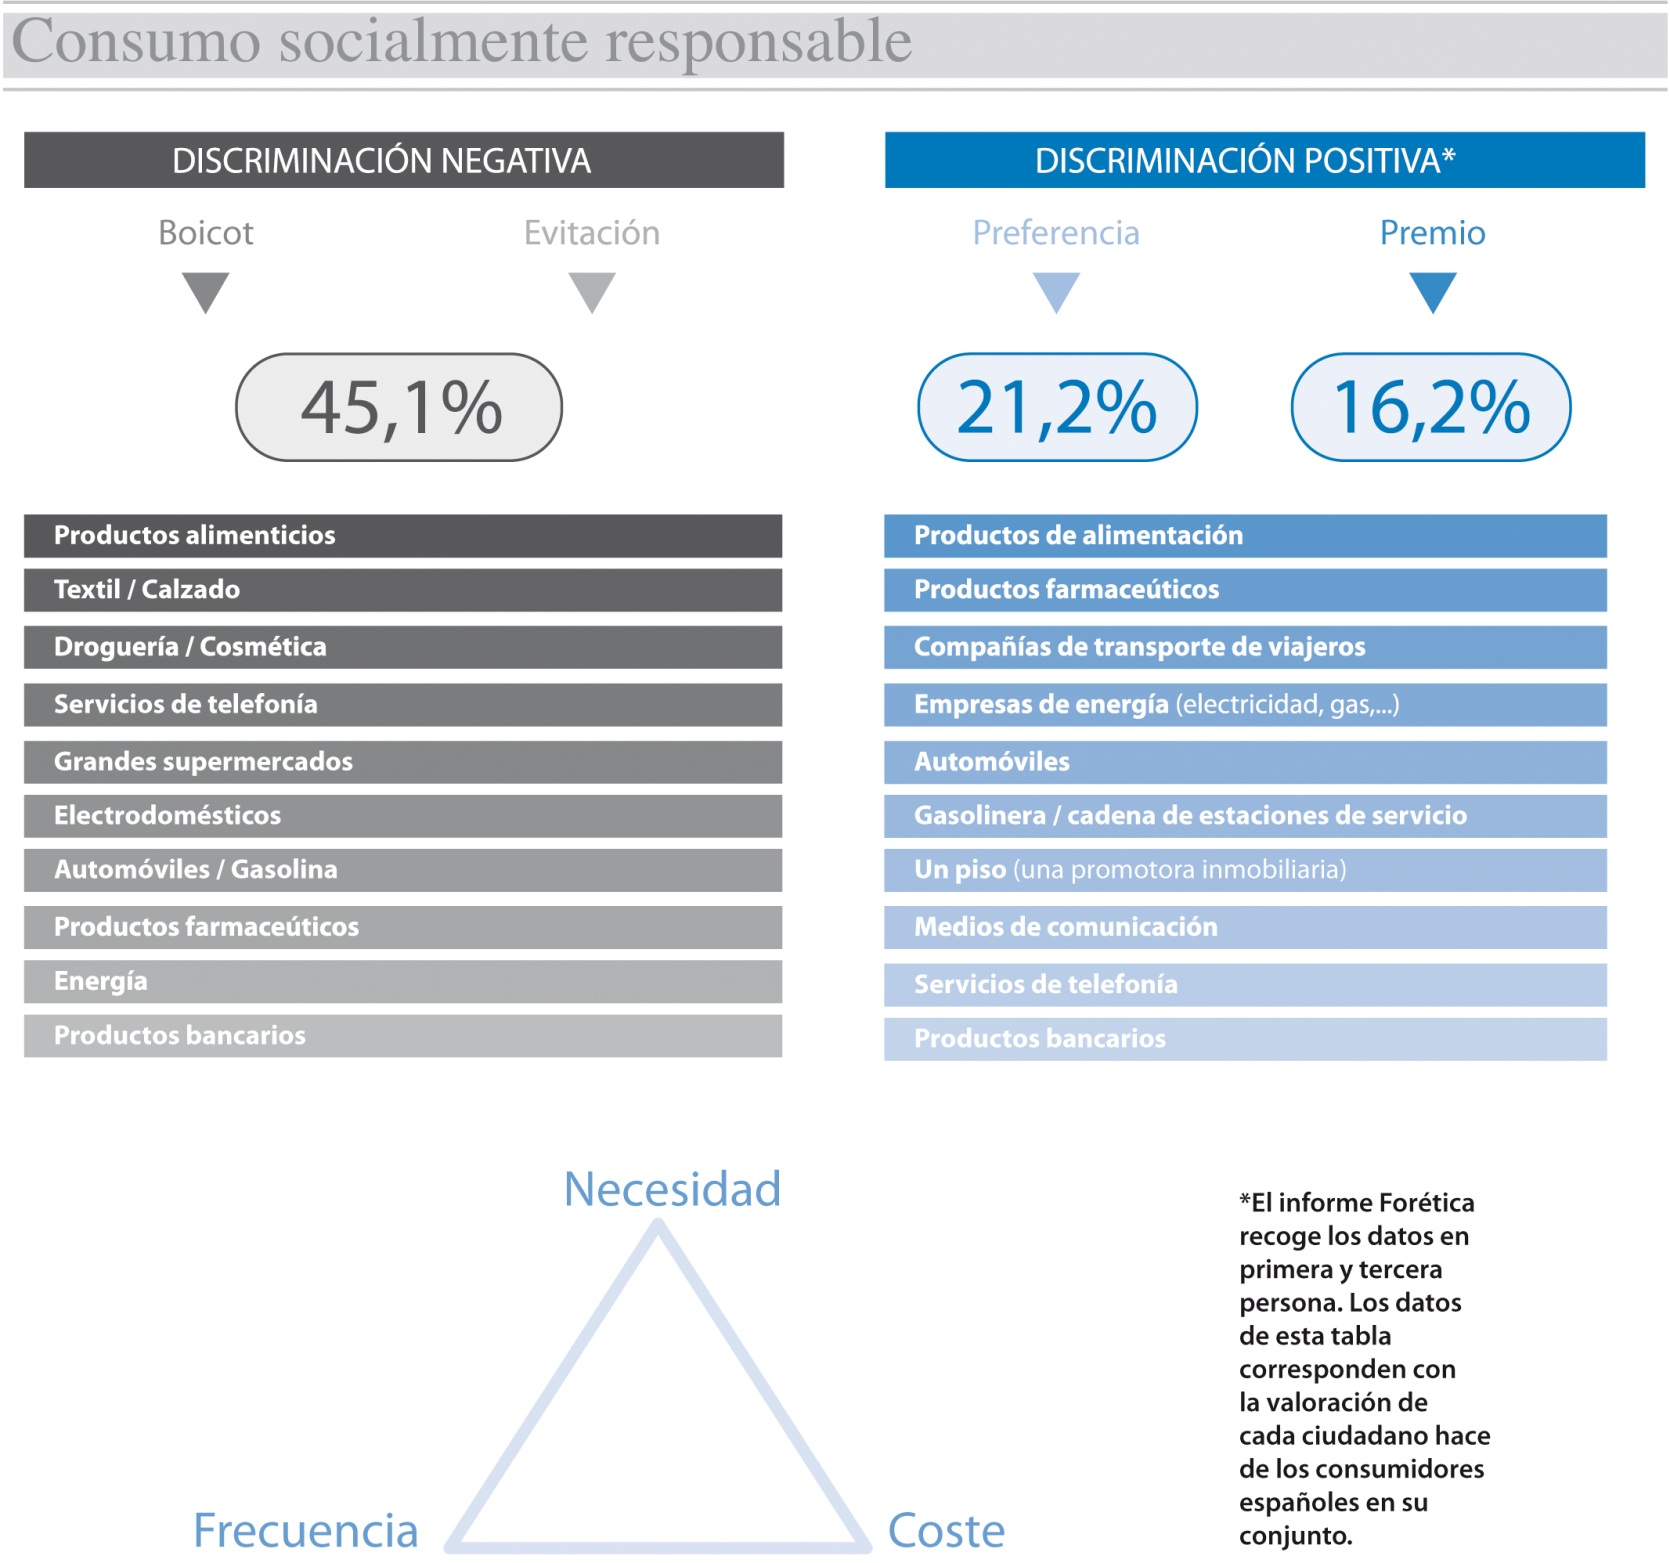 Consumo socialmente responsable
DISCRIMINACIÓN NEGATIVA
Boicot
Evitación
45,1%
Productos alimenticios
Textil / Calzado
Droguería / Cosmética
Servicios de telefonía
Grandes supermercados
Electrodomésticos
Automóviles / Gasolina
Productos farmaceúticos
Energía
Productos bancarios
DISCRIMINACIÓN POSITIVA*
Preferencia
Premio
21,2%
16,2%
Productos de alimentación
Productos farmaceúticos
Compañías de transporte de viajeros
Empresas de energía (electricidad, gas,...)
Automóviles
Gasolinera / cadena de estaciones de servicio
Un piso (una promotora inmobiliaria)
Medios de comunicación
Servicios de telefonía
Productos bancarios
Necesidad
Frecuencia
Coste
*El informe Forética
recoge los datos en
primera y tercera
persona. Los datos
de esta tabla
corresponden con
la valoración de
cada ciudadano hace
de los consumidores
españoles en su
conjunto.